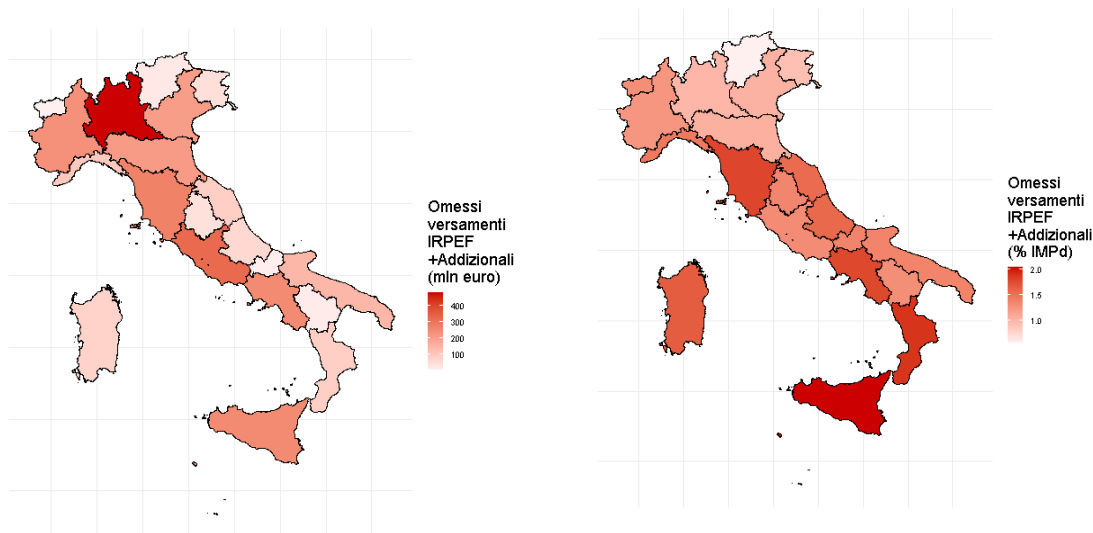 Omessi
versamenti
IRPEF
+Addizionali
(mln euro)
400
300
200
100
Omessi
versamenti
IRPEF
+Addizionali
(% IMPd)
2.0
1.5
1.0